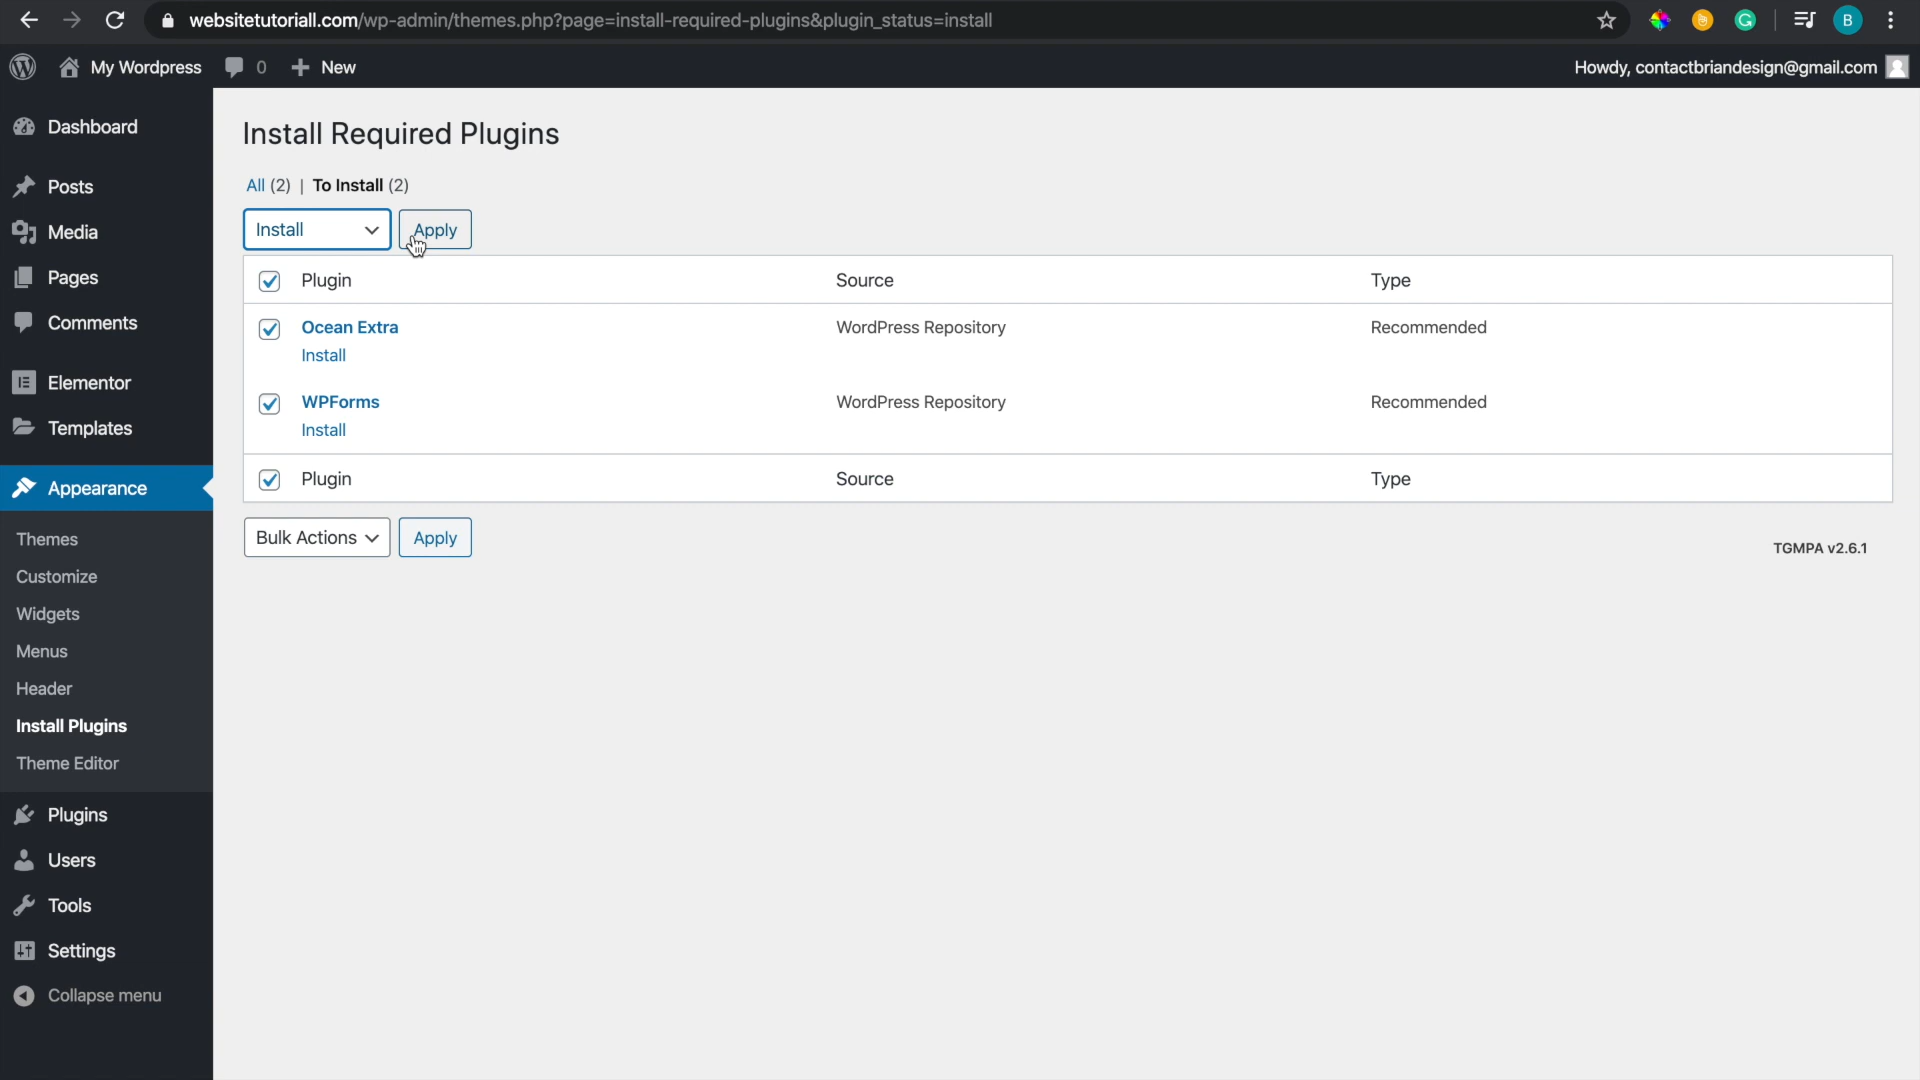 websitetutoriall.com/wp-admin/themes.php?page=install-required-plugins&plugin_status=install
B
My Wordpress 0 New
Howdy, contactbriandesign@gmail.com
Dashboard
Posts
Media
Pages
Comments
Elementor
Templates
Appearance
Themes
Customize
Widgets
Menus
Header
Install Plugins
Theme Editor
Plugins
Users
Tools
Settings
Collapse menu
Install Required Plugins
All (2) | To Install (2)
Install Apply
Plugin Source Type
Ocean Extra WordPress Repository Recommended
Install
WPForms WordPress Repository Recommended
Install
Plugin Source Type
Bulk Actions Apply
TGMPA v2.6.1